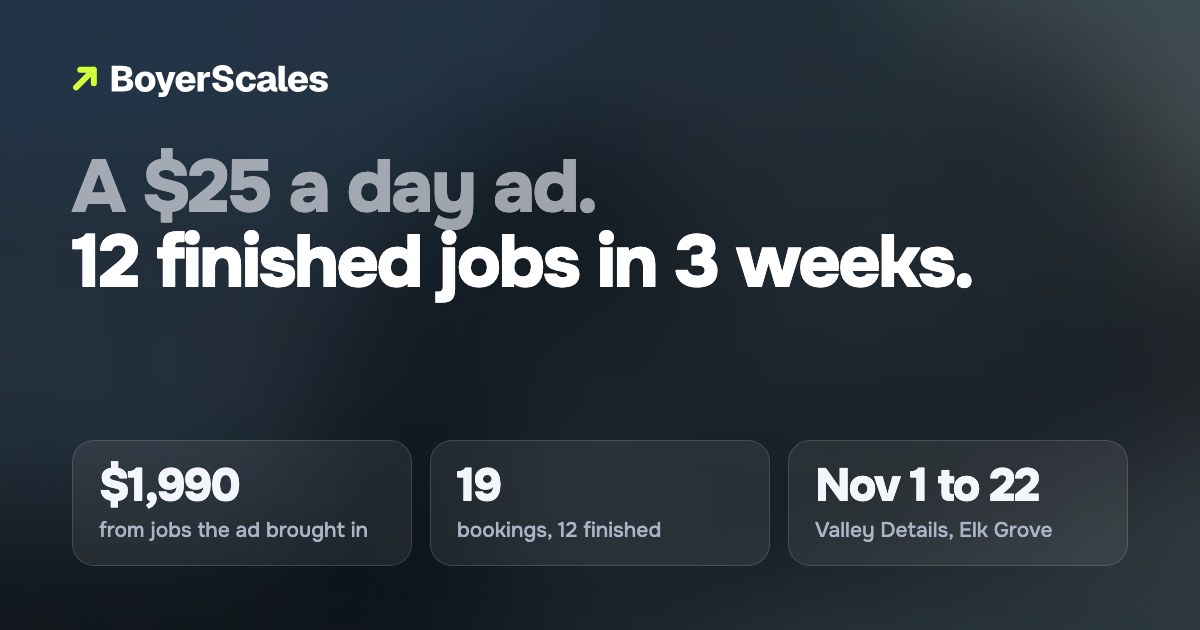 BoyerScales
A $25 a day ad.
12 finished jobs in 3 weeks.
$1,990
from jobs the ad brought in
19
bookings, 12 finished
Nov 1 to 22
Valley Details, Elk Grove